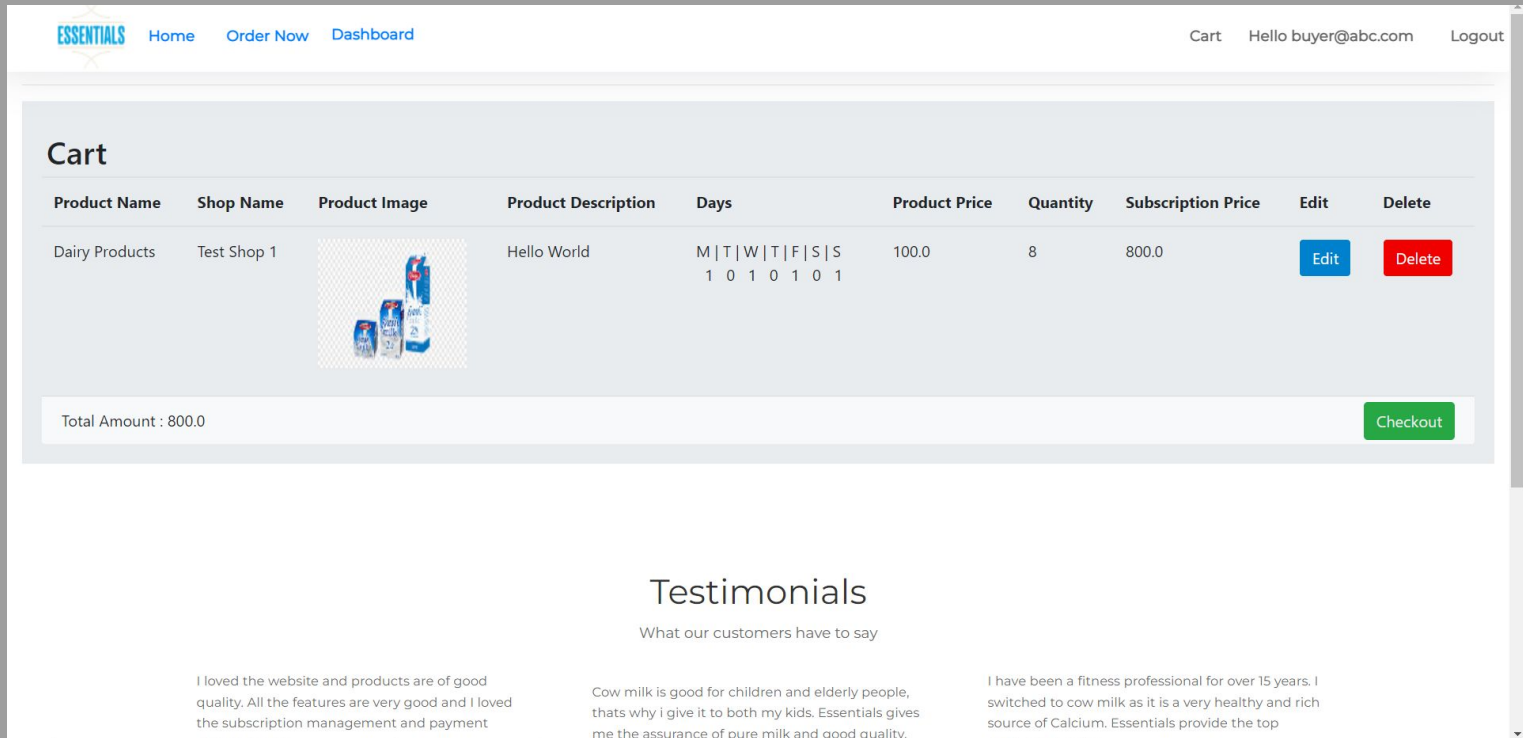 ESSENTIALS Home Order Now Dashboard Cart Hello buyer@abc.com Logout
Cart
Product Name Shop Name Product Image Product Description Days Product Price Quantity Subscription Price Edit Delete
Dairy Products Test Shop 1 Hello World M | T | W | T | F | S | S 100.0 8 800.0 Edit Delete
1 0 1 0 1 0 1
Total Amount : 800.0 Checkout
Testimonials
What our customers have to say
I loved the website and products are of good
quality. All the features are very good and I loved
the subscription management and payment
Cow milk is good for children and elderly people,
thats why i give it to both my kids. Essentials gives
me the assurance of pure milk and good quality.
I have been a fitness professional for over 15 years. I
switched to cow milk as it is a very healthy and rich
source of Calcium. Essentials provide the top